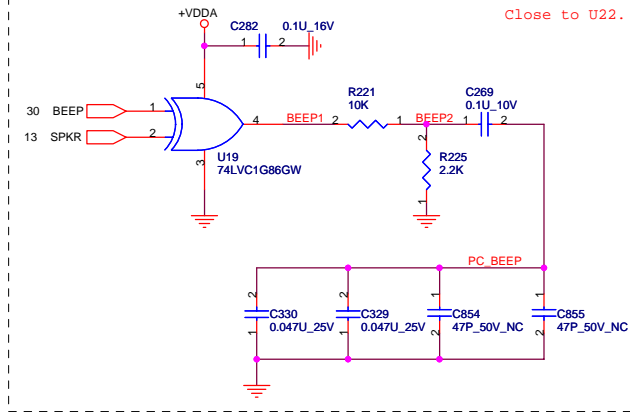 Close to U22.
+VDDA
C282 0.1U_16V
1 2
5
30 BEEP 1
13 SPKR 2
4 BEEP1 2
R221
10K
1 BEEP2 1
C269
0.1U_10V
2
3
U19
74LVC1G86GW
2
R225
2.2K
1
PC_BEEP
2 2 1 1
C330
0.047U_25V
C329
0.047U_25V
C854
47P_50V_NC
C855
47P_50V_NC
1 1 2 2